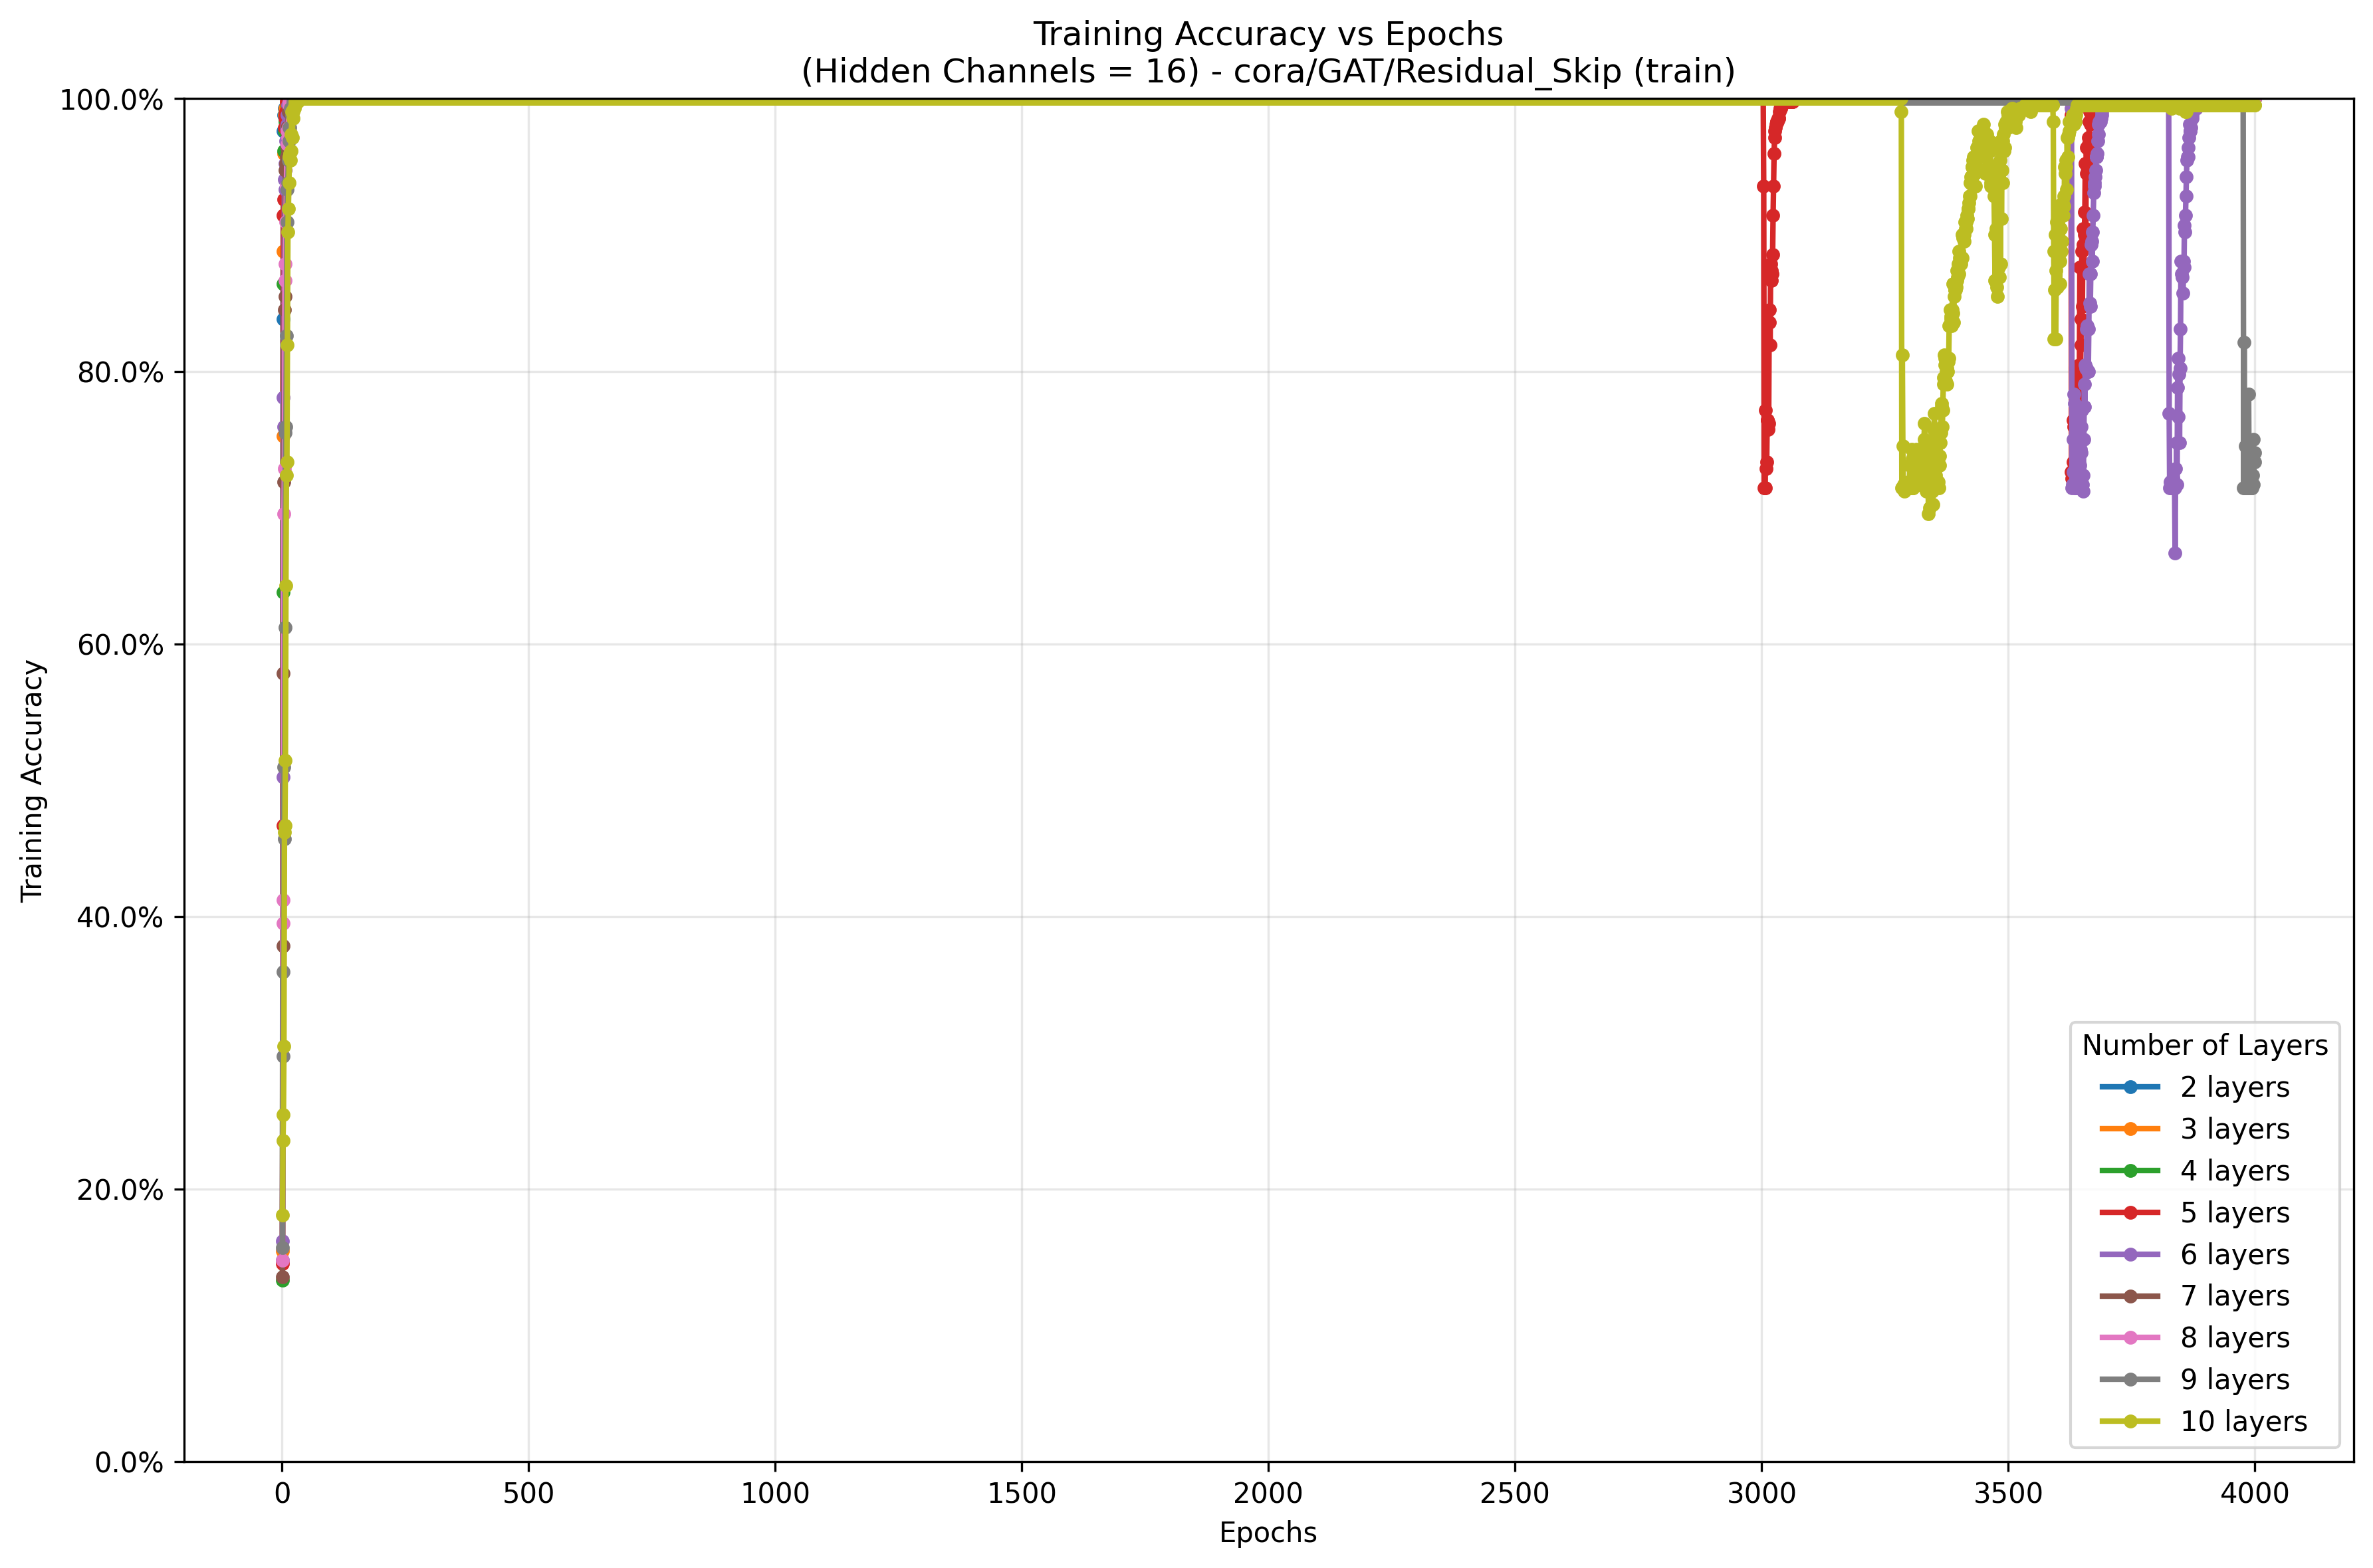 Training Accuracy vs Epochs
(Hidden Channels = 16) - cora/GAT/Residual_Skip (train)
100.0%
80.0%
60.0%
40.0%
20.0%
0.0%
Training Accuracy
0 500 1000 1500 2000 2500 3000 3500 4000
Epochs
Number of Layers
2 layers
3 layers
4 layers
5 layers
6 layers
7 layers
8 layers
9 layers
10 layers